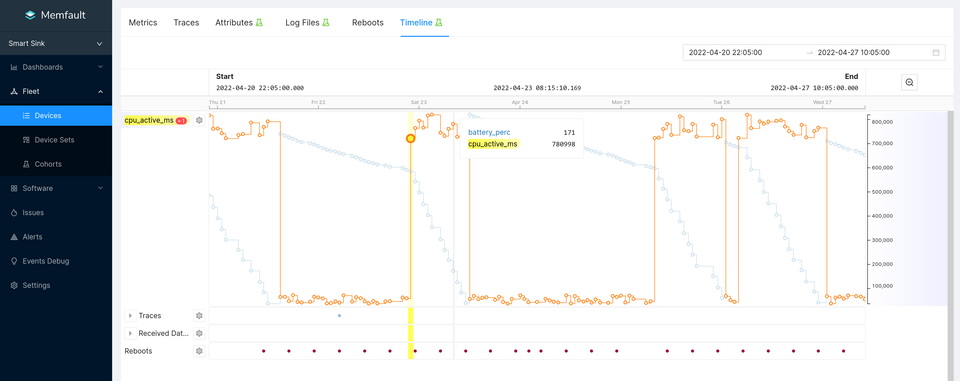 Memfault
Metrics Traces Attributes Log Files Reboots Timeline
Smart Sink
Dashboards
Fleet
Devices
Device Sets
Cohorts
Software
Issues
Alerts
Events Debug
Settings
2022-04-20 22:05:00 → 2022-04-27 10:05:00
Start End
2022-04-20 22:05:00.000 2022-04-23 08:15:10.169 2022-04-27 10:05:00.000
Thu 21 Fri 22 Sat 23 Apr 24 Mon 25 Tue 26 Wed 27
cpu_active_ms +1
battery_perc 171
cpu_active_ms 780998
800,000
700,000
600,000
500,000
400,000
300,000
200,000
100,000
Traces
Received Dat...
Reboots